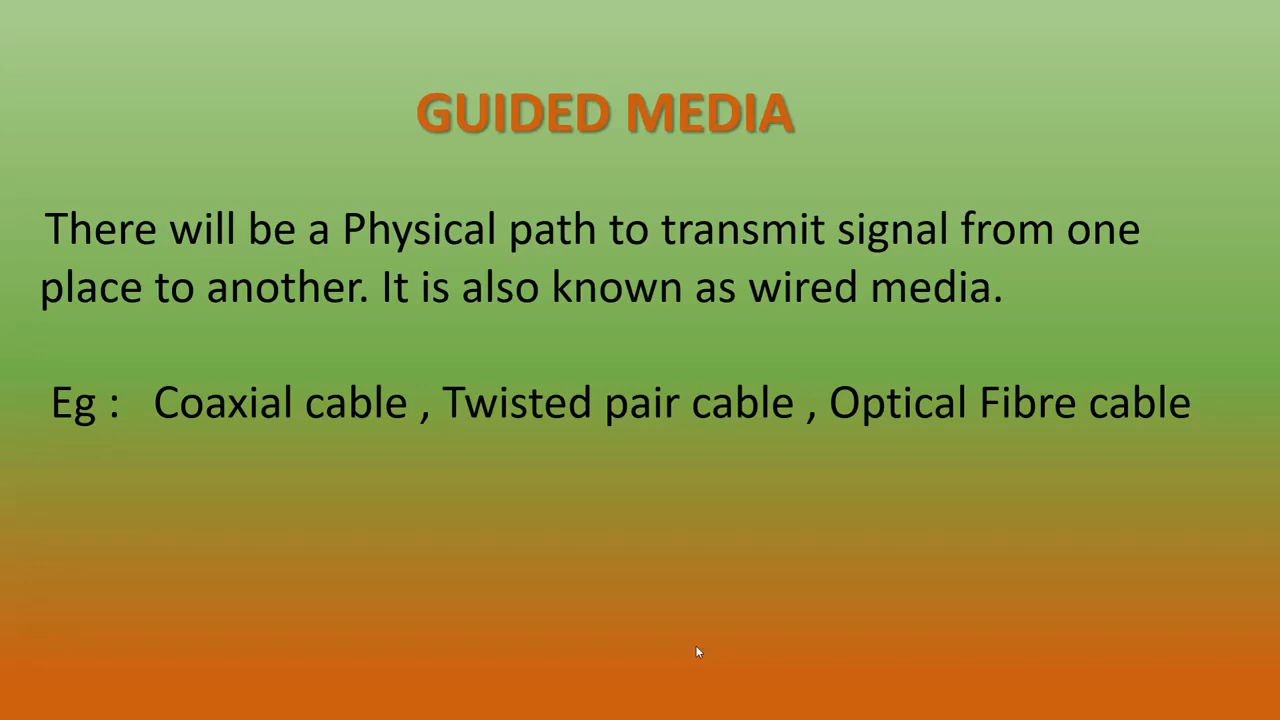 GUIDED MEDIA
There will be a Physical path to transmit signal from one
place to another. It is also known as wired media.
Eg :   Coaxial cable , Twisted pair cable , Optical Fibre cable